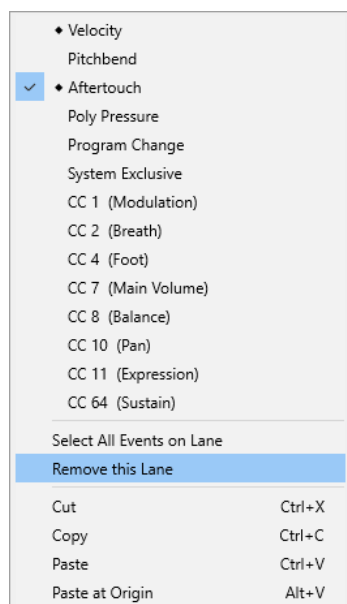 ◆ Velocity
Pitchbend
✓ ◆ Aftertouch
Poly Pressure
Program Change
System Exclusive
CC 1 (Modulation)
CC 2 (Breath)
CC 4 (Foot)
CC 7 (Main Volume)
CC 8 (Balance)
CC 10 (Pan)
CC 11 (Expression)
CC 64 (Sustain)
Select All Events on Lane
Remove this Lane
Cut Ctrl+X
Copy Ctrl+C
Paste Ctrl+V
Paste at Origin Alt+V